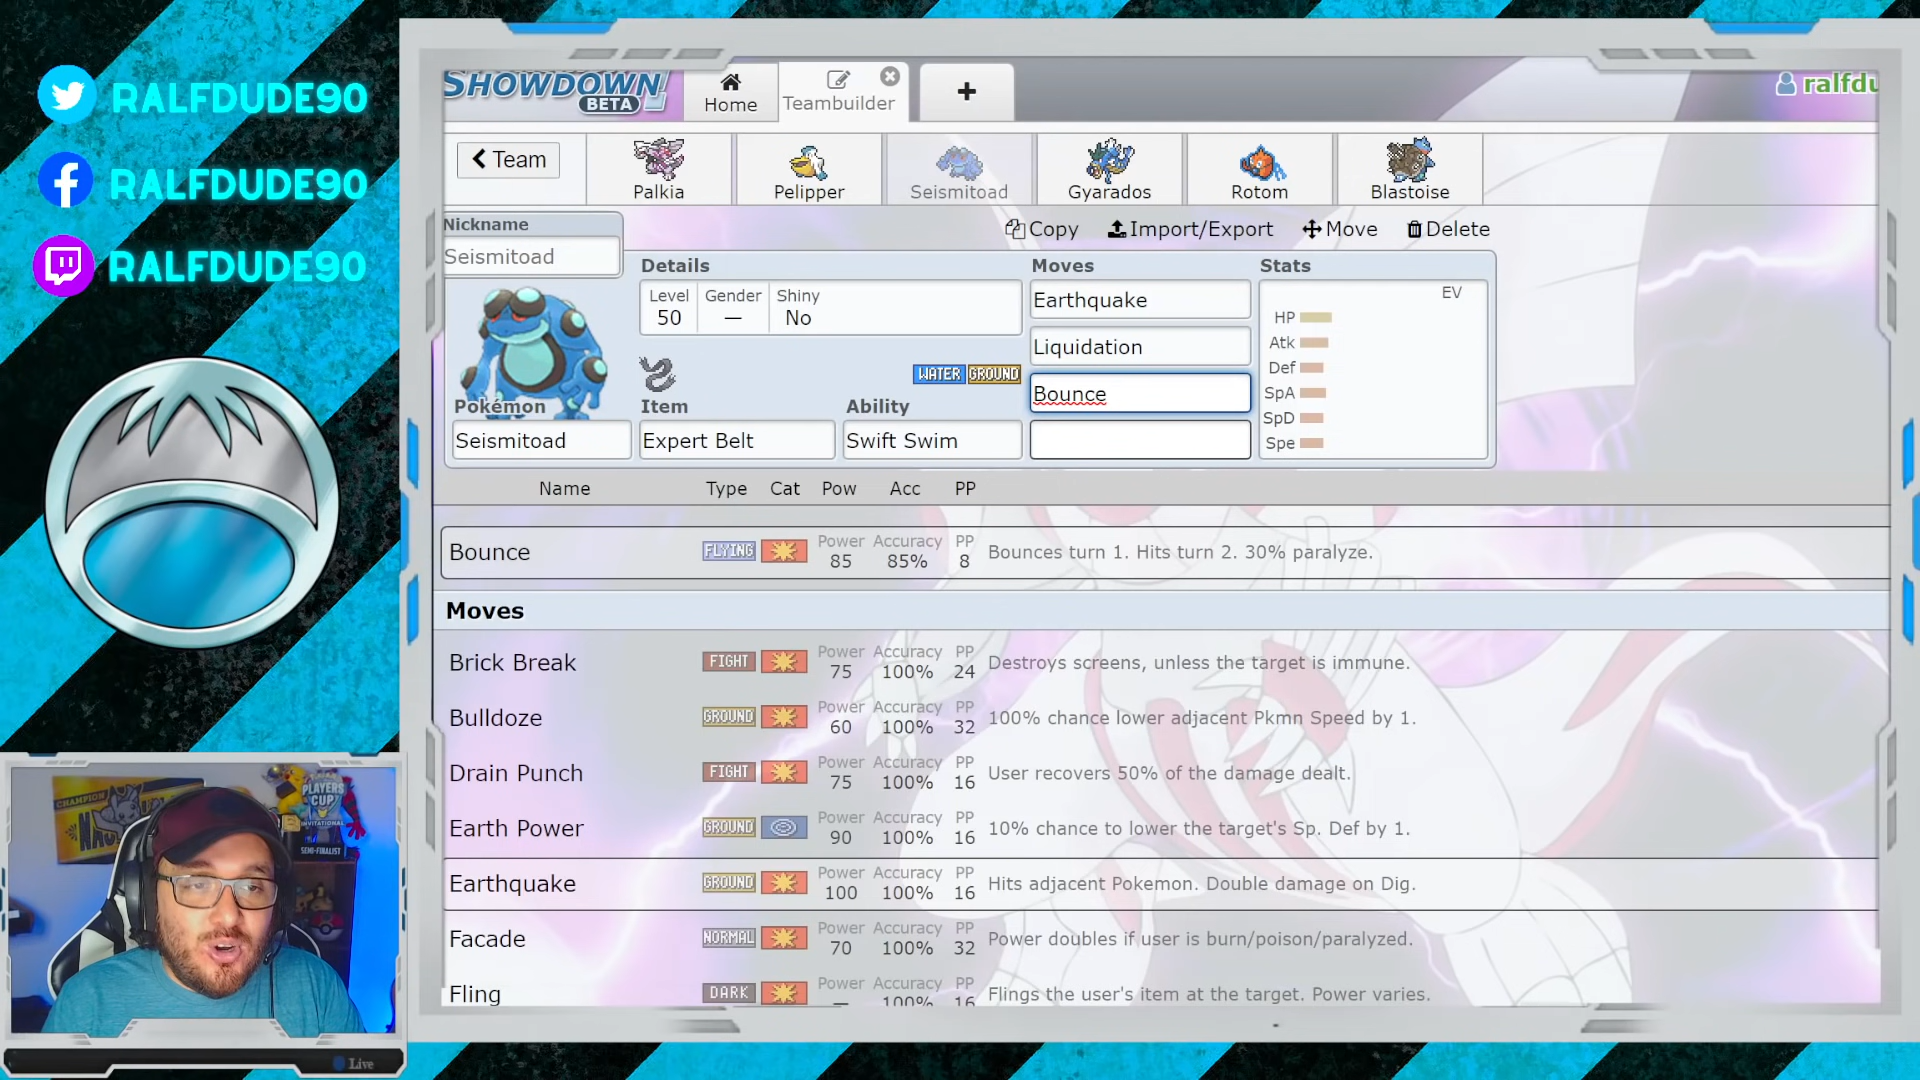 RALFDUDE90
RALFDUDE90
RALFDUDE90
SHOWDOWN
BETA
Home
Teambuilder
+
ralfdu
Team
Palkia
Pelipper
Seismitoad
Gyarados
Rotom
Blastoise
Copy
Import/Export
Move
Delete
Nickname
Seismitoad
Details
Level
50
Gender
—
Shiny
No
WATER GROUND
Pokémon
Seismitoad
Item
Expert Belt
Ability
Swift Swim
Moves
Earthquake
Liquidation
Bounce
Stats
EV
HP
Atk
Def
SpA
SpD
Spe
Name Type Cat Pow Acc PP
Bounce FLYING Power 85 Accuracy 85% PP 8 Bounces turn 1. Hits turn 2. 30% paralyze.
Moves
Brick Break FIGHT Power 75 Accuracy 100% PP 24 Destroys screens, unless the target is immune.
Bulldoze GROUND Power 60 Accuracy 100% PP 32 100% chance lower adjacent Pkmn Speed by 1.
Drain Punch FIGHT Power 75 Accuracy 100% PP 16 User recovers 50% of the damage dealt.
Earth Power GROUND Power 90 Accuracy 100% PP 16 10% chance to lower the target's Sp. Def by 1.
Earthquake GROUND Power 100 Accuracy 100% PP 16 Hits adjacent Pokemon. Double damage on Dig.
Facade NORMAL Power 70 Accuracy 100% PP 32 Power doubles if user is burn/poison/paralyzed.
Fling DARK Power — Accuracy 100% PP 16 Flings the user's item at the target. Power varies.
CHAMPION
PLAYERS
CUP
INVITATIONAL
SEMI-FINALIST
Live